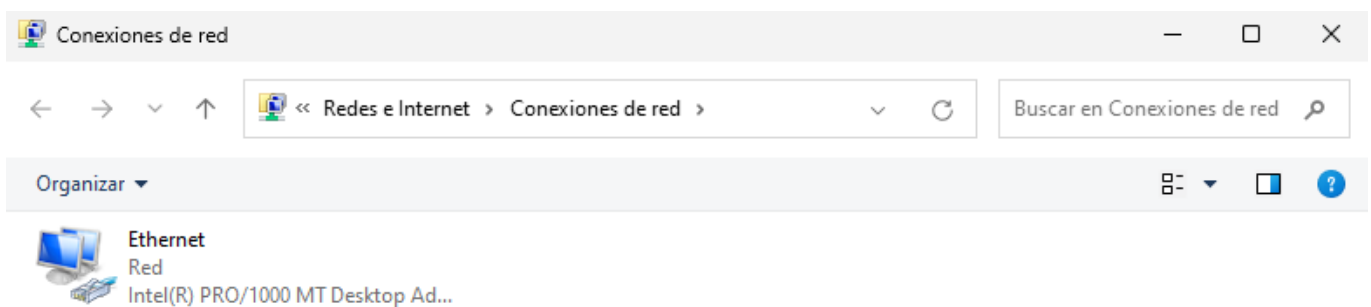 Conexiones de red
« Redes e Internet > Conexiones de red >
Buscar en Conexiones de red
Organizar
Ethernet
Red
Intel(R) PRO/1000 MT Desktop Ad...